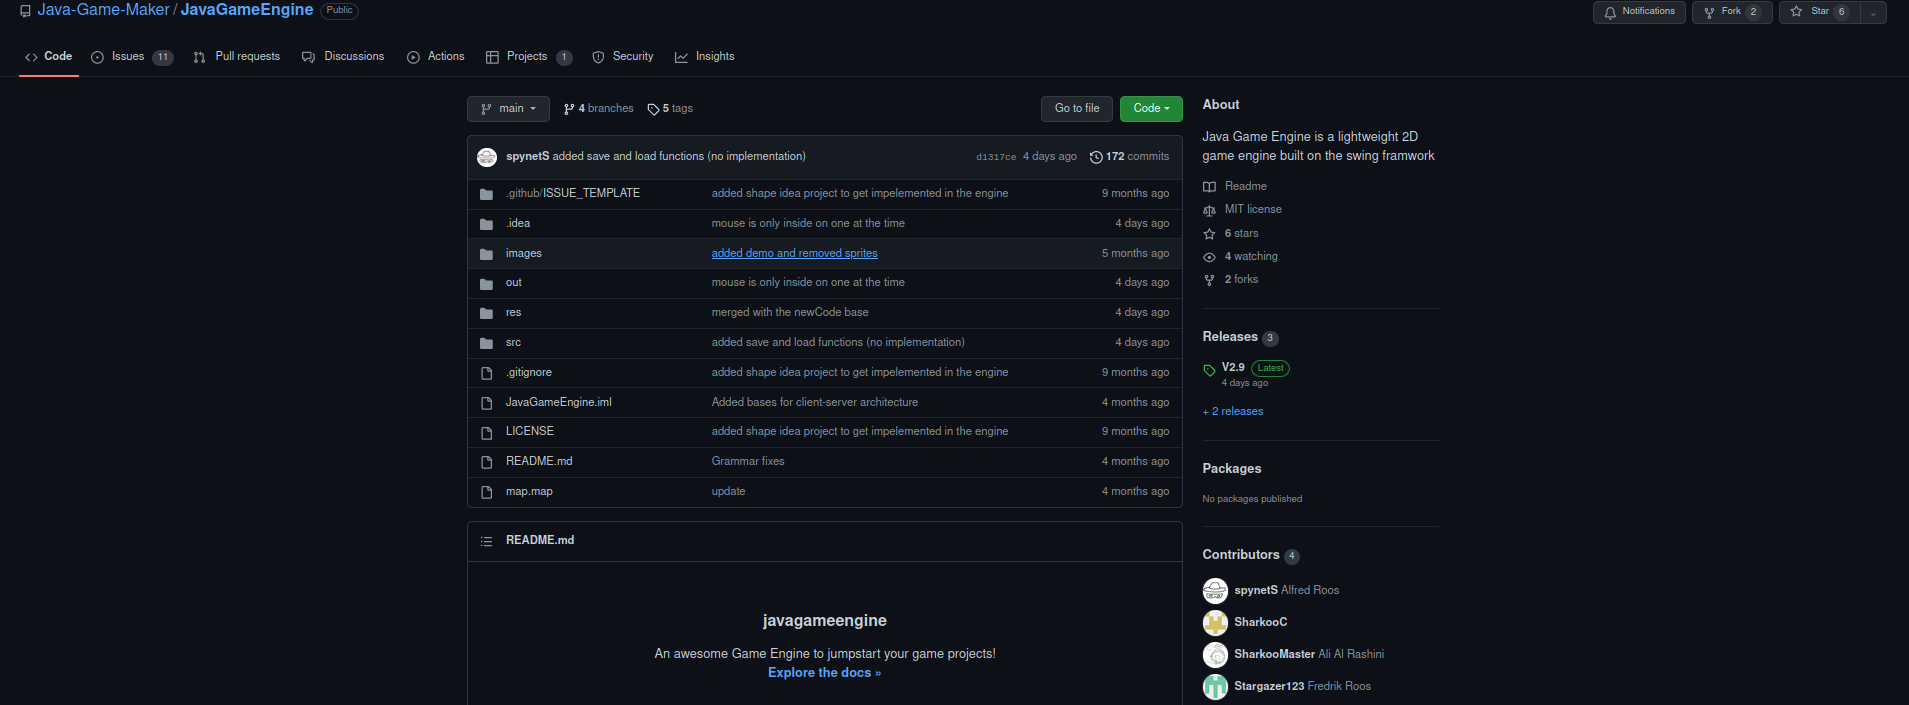 Java-Game-Maker / JavaGameEngine Public
Notifications Fork 2 Star 6
Code Issues 11 Pull requests Discussions Actions Projects 1 Security Insights
main 4 branches 5 tags Go to file Code
spynetS added save and load functions (no implementation) d1317ce 4 days ago 172 commits
.github/ISSUE_TEMPLATE added shape idea project to get impelemented in the engine 9 months ago
.idea mouse is only inside on one at the time 4 days ago
images added demo and removed sprites 5 months ago
out mouse is only inside on one at the time 4 days ago
res merged with the newCode base 4 days ago
src added save and load functions (no implementation) 4 days ago
.gitignore added shape idea project to get impelemented in the engine 9 months ago
JavaGameEngine.iml Added bases for client-server architecture 4 months ago
LICENSE added shape idea project to get impelemented in the engine 9 months ago
README.md Grammar fixes 4 months ago
map.map update 4 months ago
README.md
javagameengine
An awesome Game Engine to jumpstart your game projects!
Explore the docs »
About
Java Game Engine is a lightweight 2D
game engine built on the swing framwork
Readme
MIT license
6 stars
4 watching
2 forks
Releases 3
V2.9 Latest
4 days ago
+ 2 releases
Packages
No packages published
Contributors 4
spynetS Alfred Roos
SharkooC
SharkooMaster Ali Al Rashini
Stargazer123 Fredrik Roos